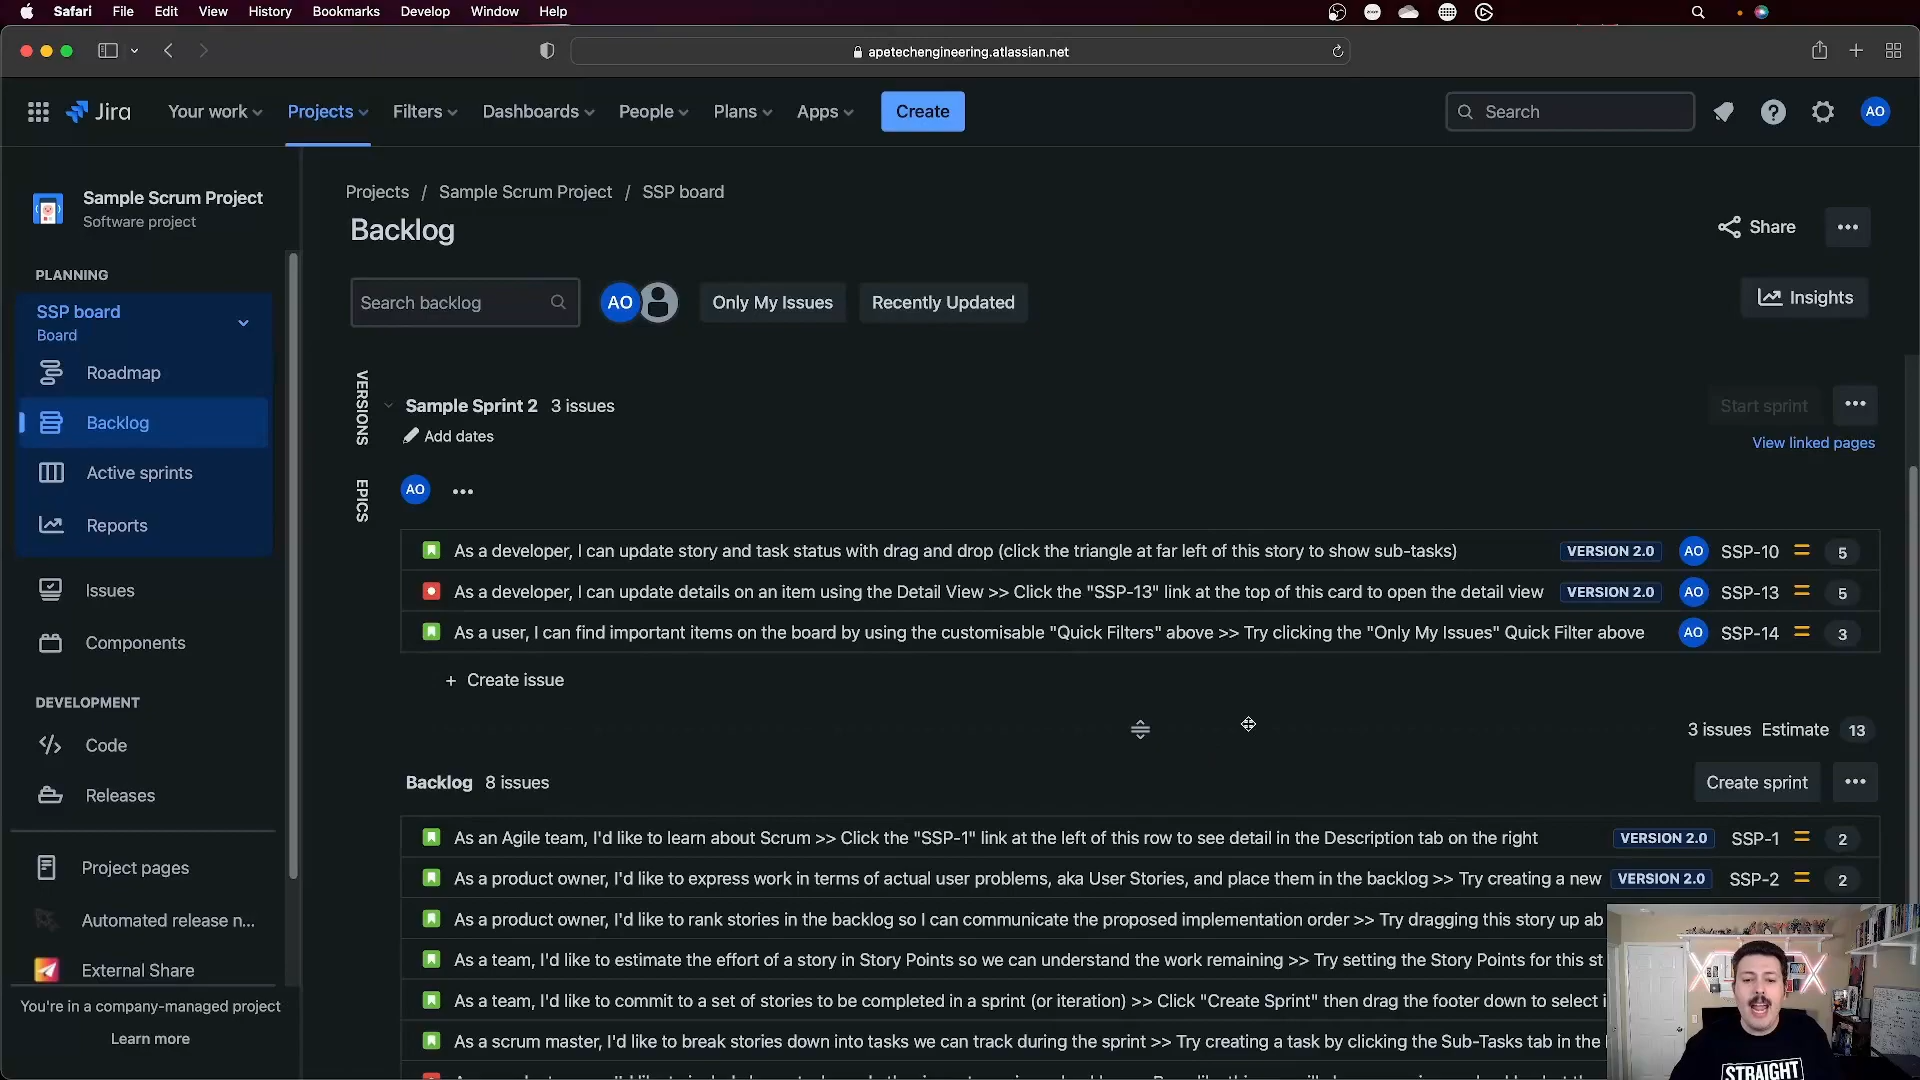 Safari File Edit View History Bookmarks Develop Window Help
apetechengineering.atlassian.net
Jira Your work Projects Filters Dashboards People Plans Apps Create Search AO
Sample Scrum Project
Software project
PLANNING
SSP board
Board
Roadmap
Backlog
Active sprints
Reports
Issues
Components
DEVELOPMENT
Code
Releases
Project pages
Automated release n...
External Share
You're in a company-managed project
Learn more
Projects / Sample Scrum Project / SSP board
Backlog
Share
Search backlog AO Only My Issues Recently Updated Insights
VERSIONS
EPICS
Sample Sprint 2 3 issues Start sprint
Add dates
View linked pages
AO
As a developer, I can update story and task status with drag and drop (click the triangle at far left of this story to show sub-tasks) VERSION 2.0 AO SSP-10 5
As a developer, I can update details on an item using the Detail View >> Click the "SSP-13" link at the top of this card to open the detail view VERSION 2.0 AO SSP-13 5
As a user, I can find important items on the board by using the customisable "Quick Filters" above >> Try clicking the "Only My Issues" Quick Filter above AO SSP-14 3
+ Create issue
3 issues Estimate 13
Backlog 8 issues Create sprint
As an Agile team, I'd like to learn about Scrum >> Click the "SSP-1" link at the left of this row to see detail in the Description tab on the right VERSION 2.0 SSP-1 2
As a product owner, I'd like to express work in terms of actual user problems, aka User Stories, and place them in the backlog >> Try creating a new VERSION 2.0 SSP-2 2
As a product owner, I'd like to rank stories in the backlog so I can communicate the proposed implementation order >> Try dragging this story up ab
As a team, I'd like to estimate the effort of a story in Story Points so we can understand the work remaining >> Try setting the Story Points for this st
As a team, I'd like to commit to a set of stories to be completed in a sprint (or iteration) >> Click "Create Sprint" then drag the footer down to select i
As a scrum master, I'd like to break stories down into tasks we can track during the sprint >> Try creating a task by clicking the Sub-Tasks tab in the
STRAIGHT